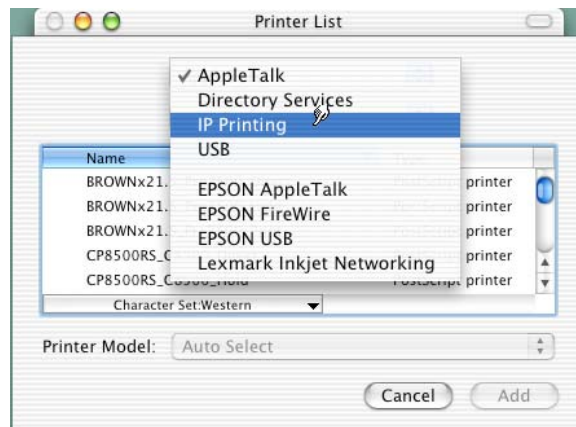 Printer List
✓ AppleTalk
Directory Services
IP Printing
USB
EPSON AppleTalk
EPSON FireWire
EPSON USB
Lexmark Inkjet Networking
Name
BROWNx21. printer
BROWNx21. printer
BROWNx21. printer
printer
PostScript printer
Character Set:Western
Printer Model: Auto Select
Cancel Add